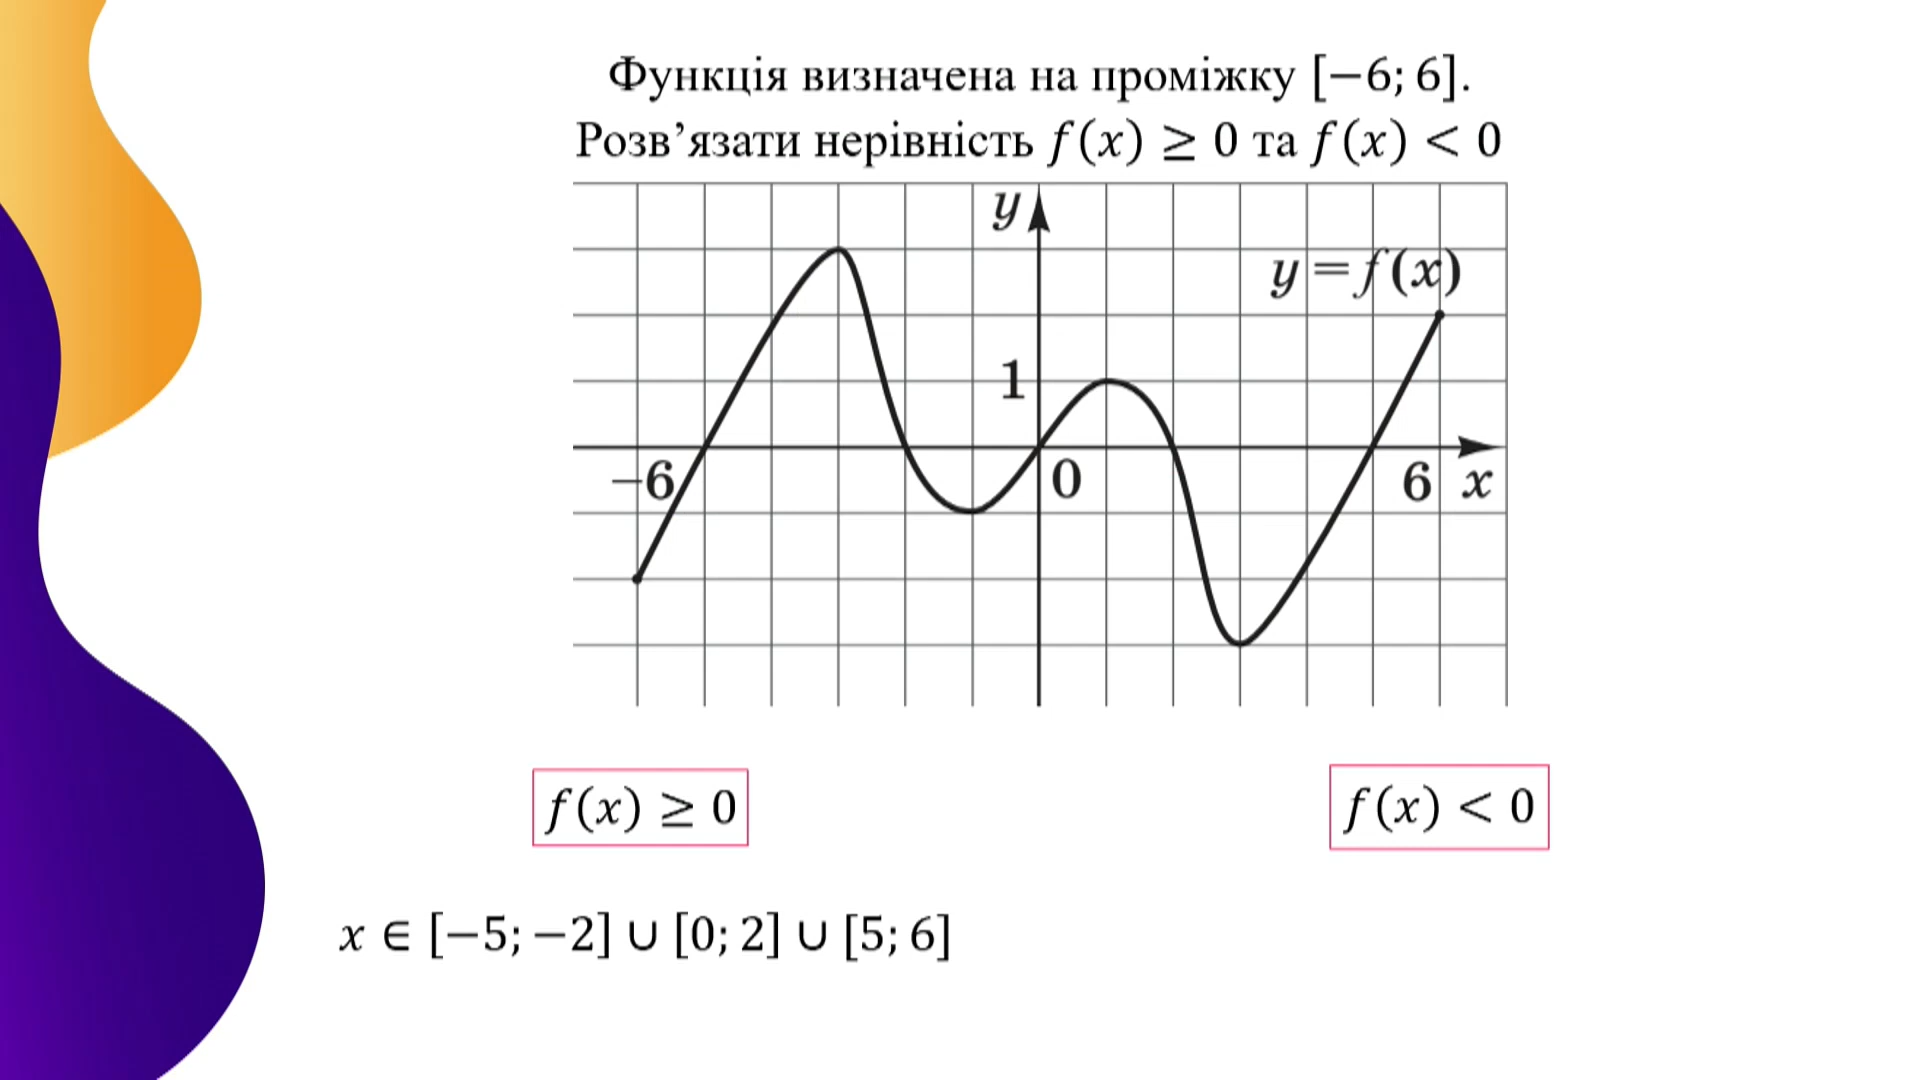 Функція визначена на проміжку [−6; 6].
Розв’язати нерівність f(x) ≥ 0 та f(x) < 0
y
y=f(x)
1
−6
0
6
x
f(x) ≥ 0
f(x) < 0
x ∈ [−5; −2] ∪ [0; 2] ∪ [5; 6]